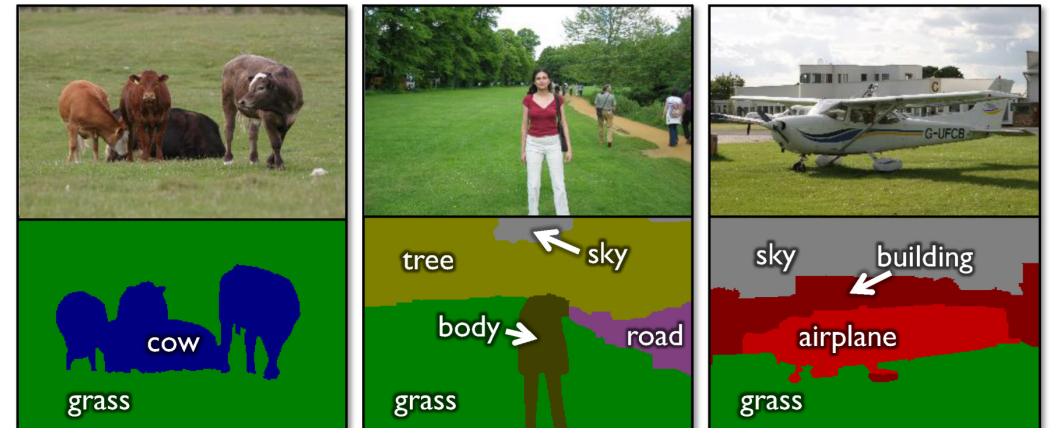 C
G-UFCB
cow
grass
tree
sky
body
road
grass
sky
building
airplane
grass